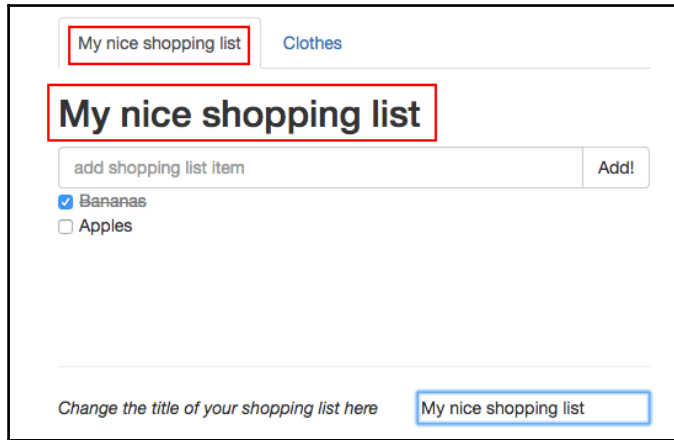 My nice shopping list Clothes
My nice shopping list
add shopping list item Add!
Bananas
Apples
Change the title of your shopping list here My nice shopping list